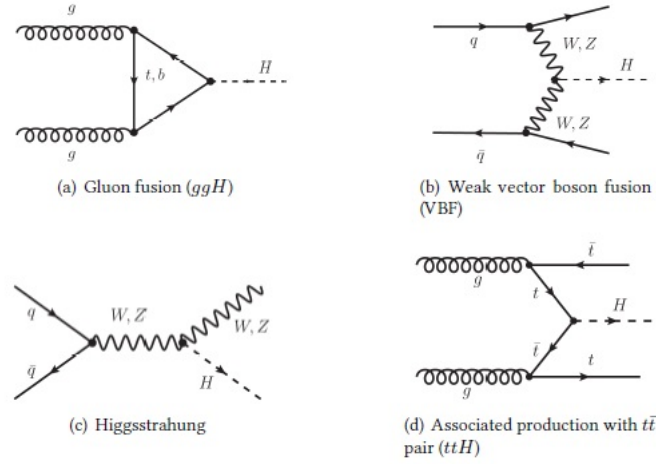 g
t, b
H
g
(a) Gluon fusion (ggH)
q
W, Z
H
W, Z
q̄
(b) Weak vector boson fusion
(VBF)
q
W, Z
W, Z
q̄
H
(c) Higgsstrahung
t̄
g
t
H
t̄
t
g
(d) Associated production with tt̄
pair (ttH)